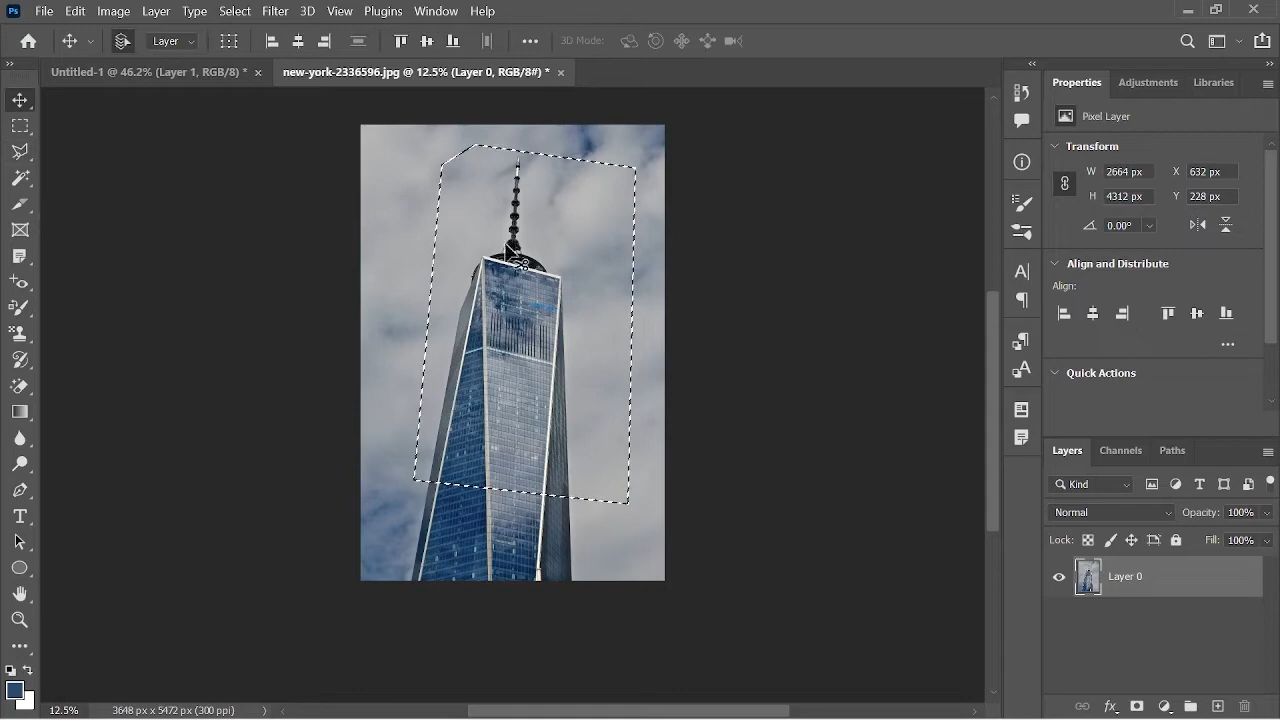 Ps File Edit Image Layer Type Select Filter 3D View Plugins Window Help
Layer 3D Mode:
Untitled-1 @ 46.2% (Layer 1, RGB/8) * × new-york-2336596.jpg @ 12.5% (Layer 0, RGB/8#) * ×
Properties Adjustments Libraries
Pixel Layer
Transform
W 2664 px X 632 px
H 4312 px Y 228 px
0.00°
Align and Distribute
Align:
Quick Actions
Layers Channels Paths
Kind
Normal Opacity: 100%
Lock: Fill: 100%
Layer 0
12.5% 3648 px x 5472 px (300 ppi)